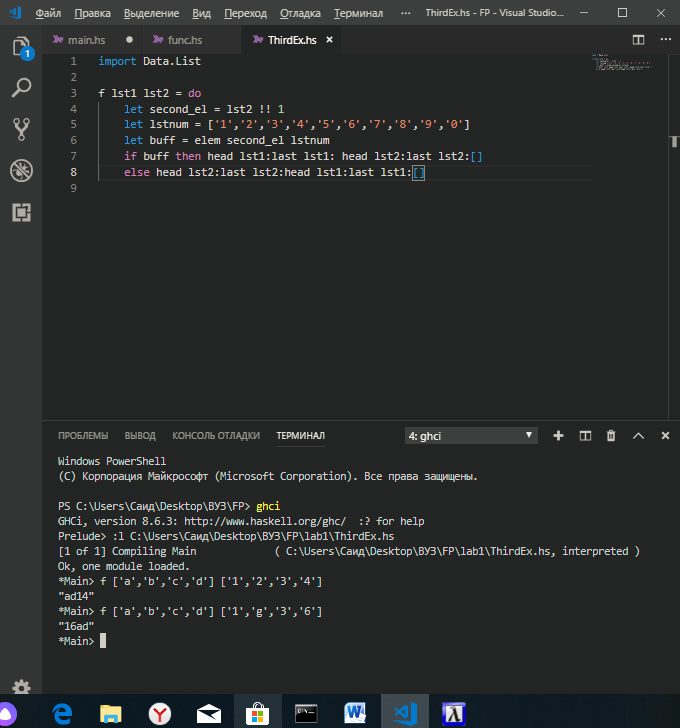 Файл Правка Выделение Вид Переход Отладка Терминал ··· ThirdEx.hs - FP - Visual Studio...
main.hs func.hs ThirdEx.hs
1 import Data.List
2
3 f lst1 lst2 = do
4 let second_el = lst2 !! 1
5 let lstnum = ['1','2','3','4','5','6','7','8','9','0']
6 let buff = elem second_el lstnum
7 if buff then head lst1:last lst1: head lst2:last lst2:[]
8 else head lst2:last lst2:head lst1:last lst1:[]
9
1
ПРОБЛЕМЫ ВЫВОД КОНСОЛЬ ОТЛАДКИ ТЕРМИНАЛ 4: ghci
Windows PowerShell
(C) Корпорация Майкрософт (Microsoft Corporation). Все права защищены.
PS C:\Users\Саид\Desktop\ВУЗ\FP> ghci
GHCi, version 8.6.3: http://www.haskell.org/ghc/ :? for help
Prelude> :l C:\Users\Саид\Desktop\ВУЗ\FP\lab1\ThirdEx.hs
[1 of 1] Compiling Main ( C:\Users\Саид\Desktop\ВУЗ\FP\lab1\ThirdEx.hs, interpreted )
Ok, one module loaded.
*Main> f ['a','b','c','d'] ['1','2','3','4']
"ad14"
*Main> f ['a','b','c','d'] ['1','g','3','6']
"16ad"
*Main>